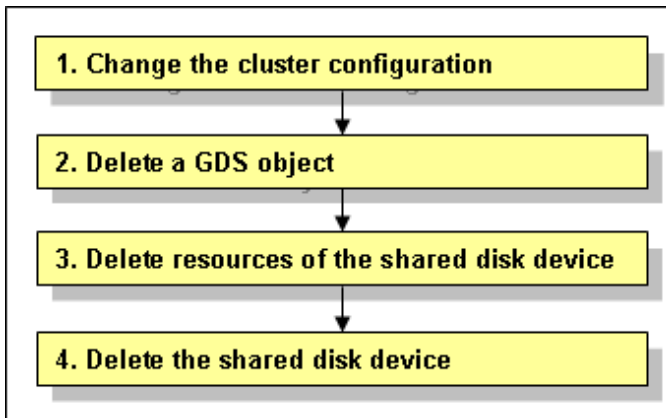 1. Change the cluster configuration
2. Delete a GDS object
3. Delete resources of the shared disk device
4. Delete the shared disk device